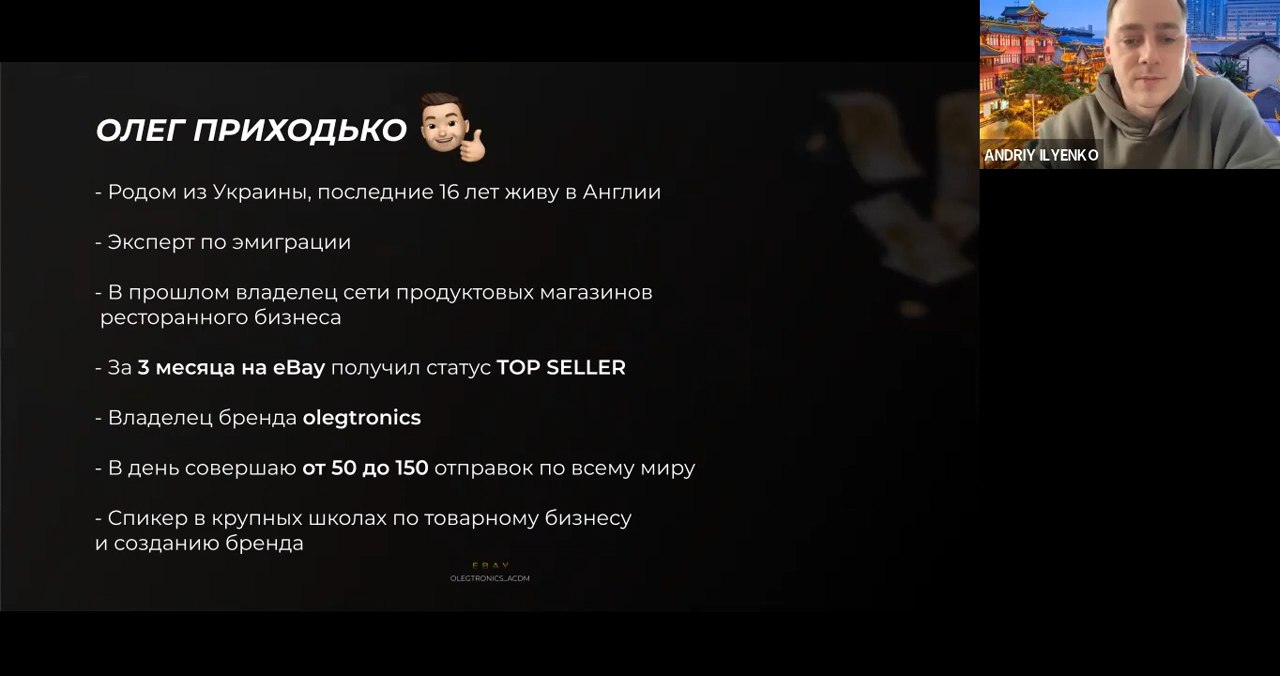 ОЛЕГ ПРИХОДЬКО
- Родом из Украины, последние 16 лет живу в Англии
- Эксперт по эмиграции
- В прошлом владелец сети продуктовых магазинов
ресторанного бизнеса
- За 3 месяца на eBay получил статус TOP SELLER
- Владелец бренда olegtronics
- В день совершаю от 50 до 150 отправок по всему миру
- Спикер в крупных школах по товарному бизнесу
и созданию бренда
EBAY
OLEGTRONICS_ACDM
ANDRIY ILYENKO